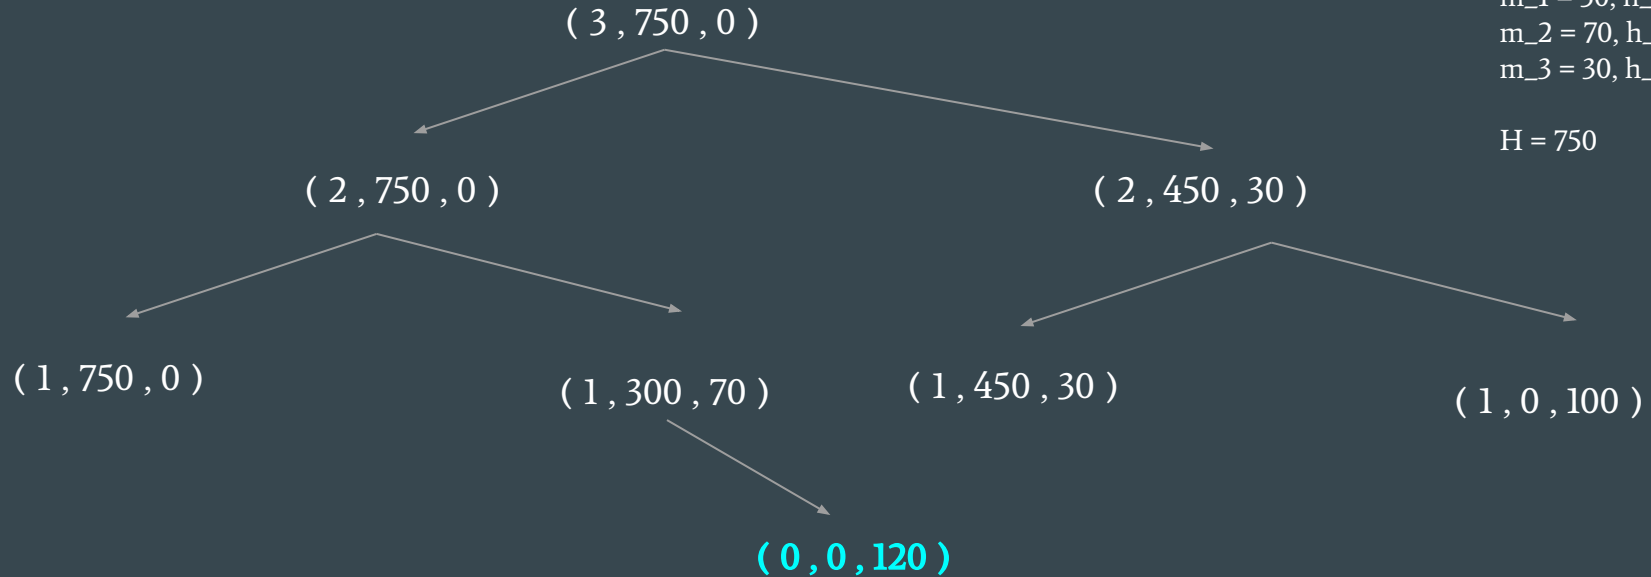 ( 3 , 750 , 0 )
m_2 = 70, h_
m_3 = 30, h_
H = 750
( 2 , 750 , 0 )
( 2 , 450 , 30 )
( 1 , 750 , 0 )
( 1 , 300 , 70 )
( 1 , 450 , 30 )
( 1 , 0 , 100 )
( 0 , 0 , 120 )